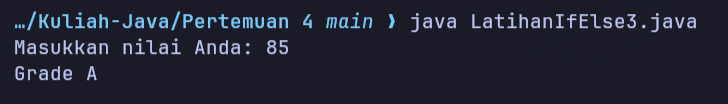 …/Kuliah-Java/Pertemuan 4 main ❯ java LatihanIfElse3.java
Masukkan nilai Anda: 85
Grade A